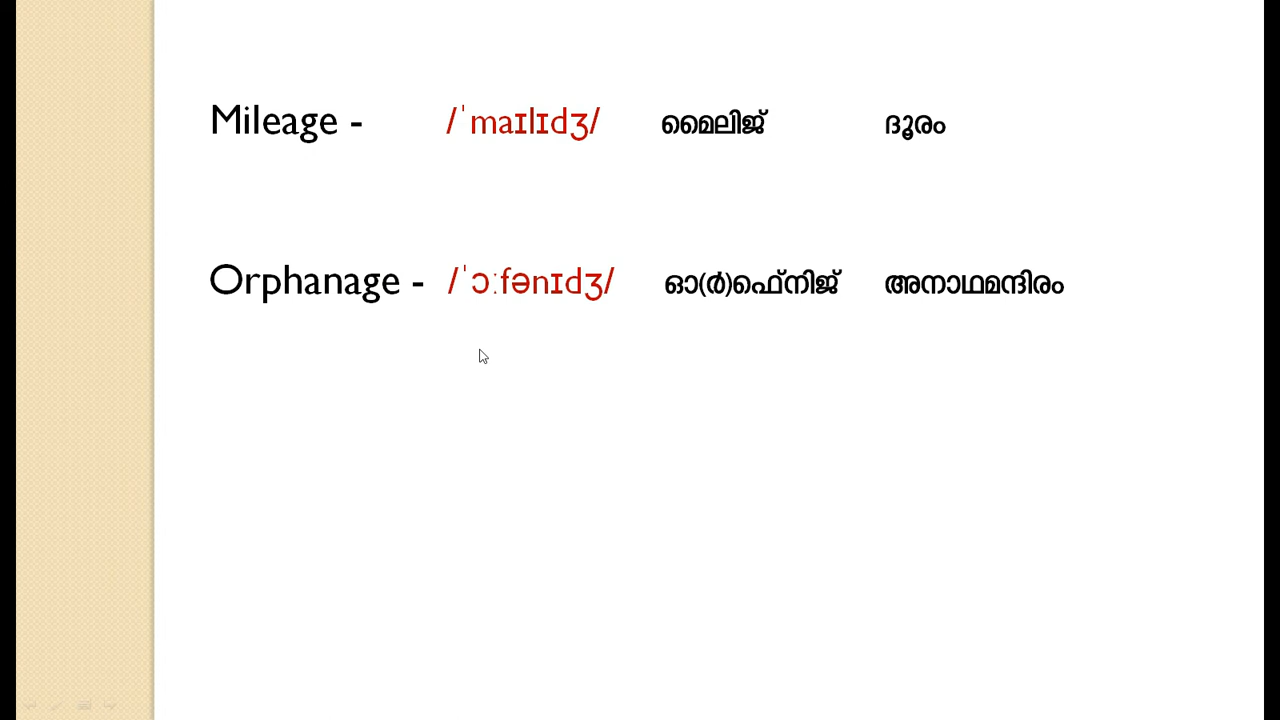 Mileage - /ˈmaɪlɪdʒ/ മൈലിജ് ദൂരം
Orphanage - /ˈɔːfənɪdʒ/ ഓ(ർ)ഫെ്നിജ് അനാഥമന്ദിരം